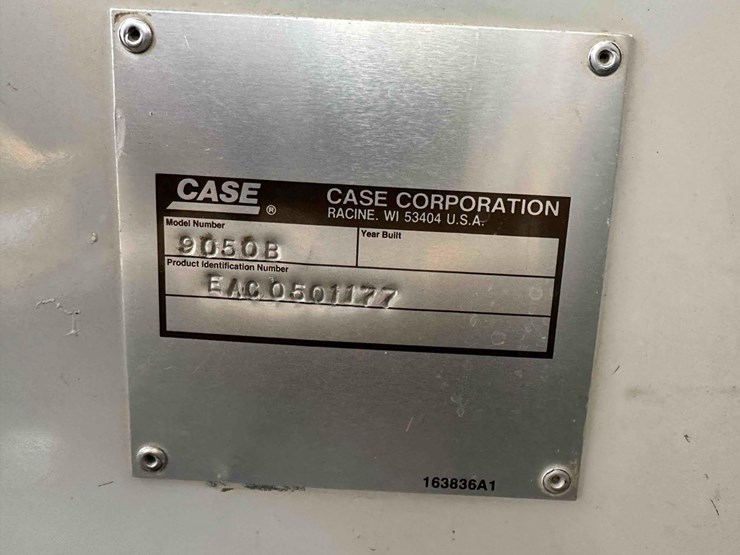 CASE ®
CASE CORPORATION
RACINE. WI 53404 U.S.A.
Model Number
9050B
Year Built
Product Identification Number
EAC0501177
163836A1